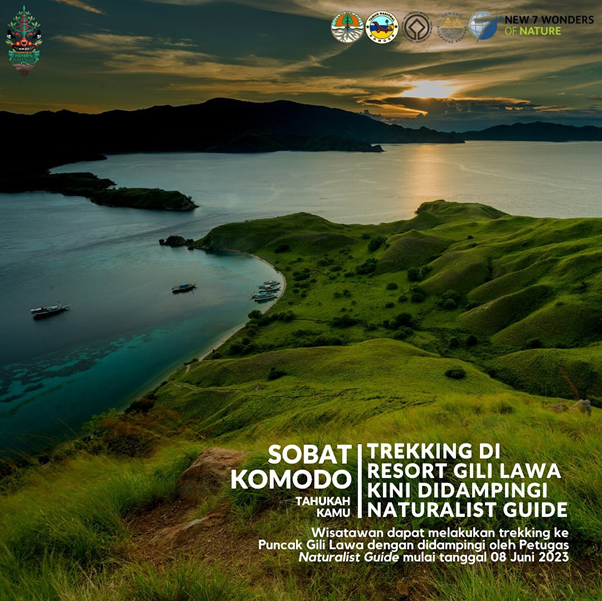 NEW 7 WONDERS
OF NATURE
SOBAT
KOMODO
TAHUKAH
KAMU
TREKKING DI
RESORT GILI LAWA
KINI DIDAMPINGI
NATURALIST GUIDE
Wisatawan dapat melakukan trekking ke
Puncak Gili Lawa dengan didampingi oleh Petugas
Naturalist Guide mulai tanggal 08 Juni 2023